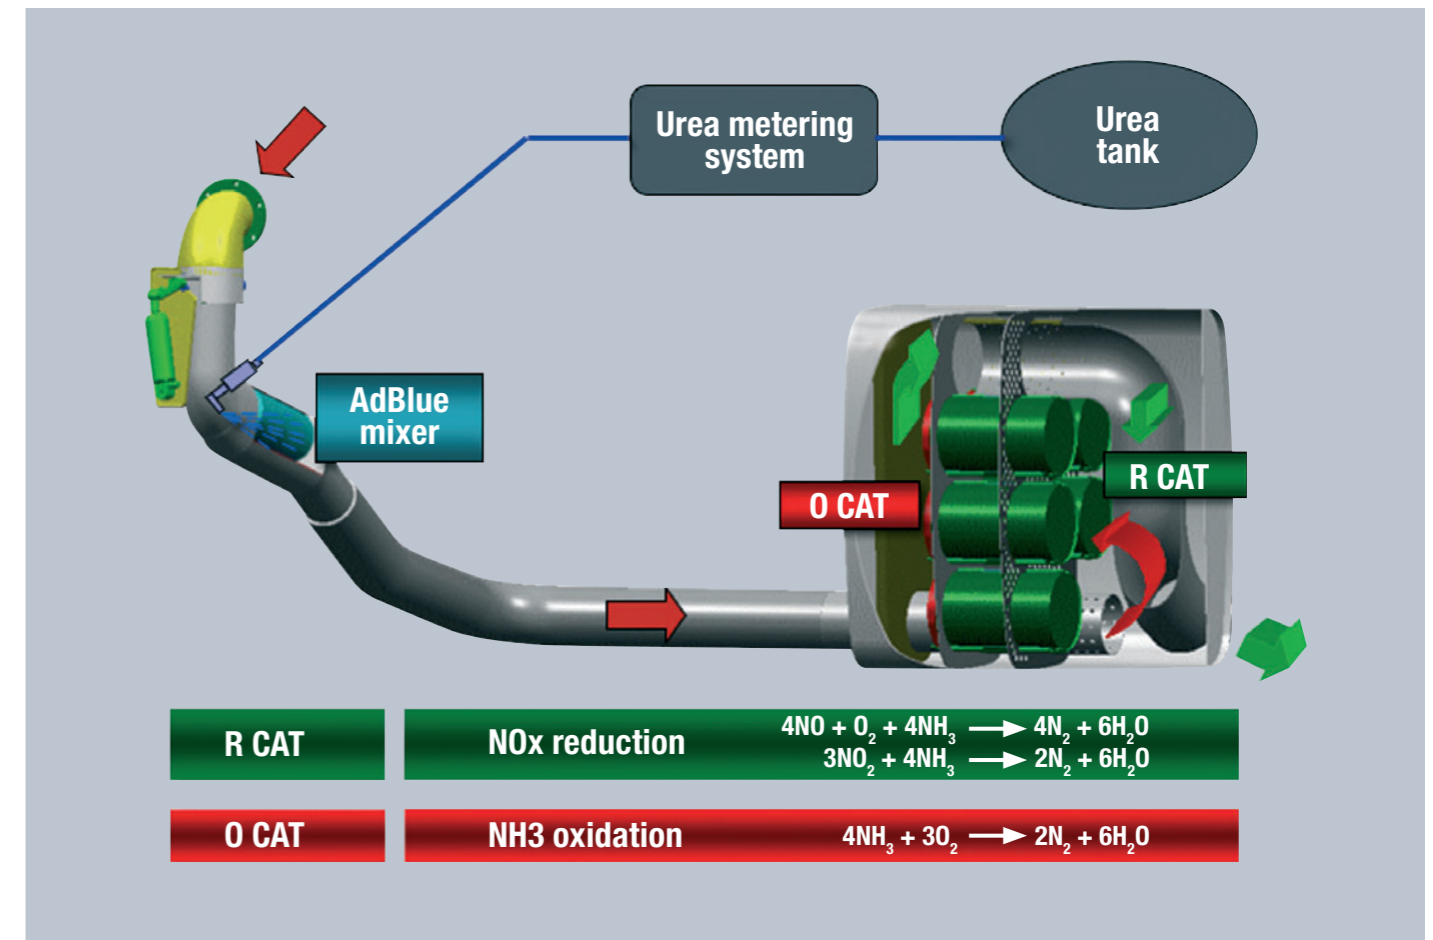 Urea metering
system
Urea
tank
AdBlue
mixer
O CAT
R CAT
R CAT
NOx reduction
4NO + O₂ + 4NH₃ ⟶ 4N₂ + 6H₂O
3NO₂ + 4NH₃ ⟶ 2N₂ + 6H₂O
O CAT
NH3 oxidation
4NH₃ + 3O₂ ⟶ 2N₂ + 6H₂O